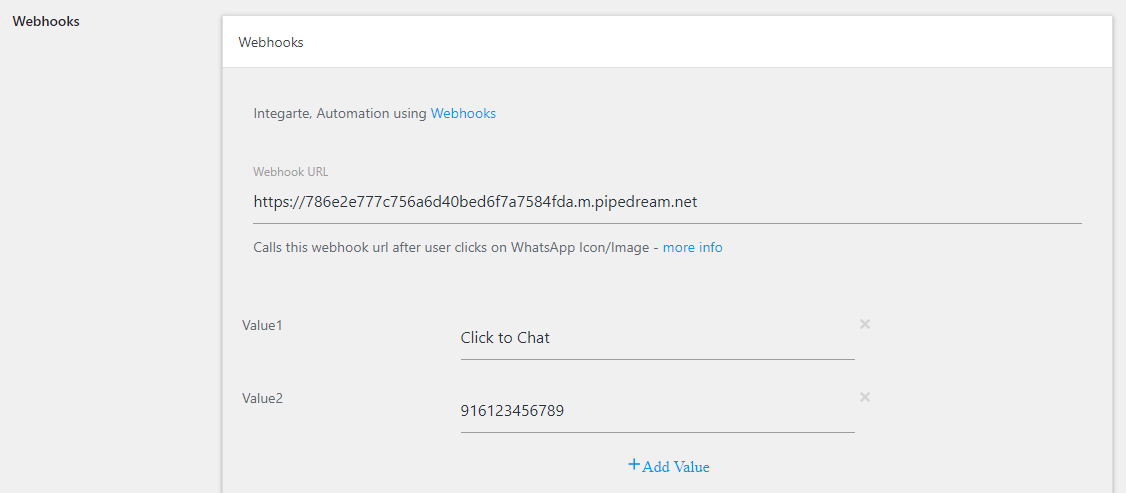 Webhooks
Webhooks
Integarte, Automation using Webhooks
Webhook URL
https://786e2e777c756a6d40bed6f7a7584fda.m.pipedream.net
Calls this webhook url after user clicks on WhatsApp Icon/Image - more info
Value1
Click to Chat
×
Value2
916123456789
×
+Add Value